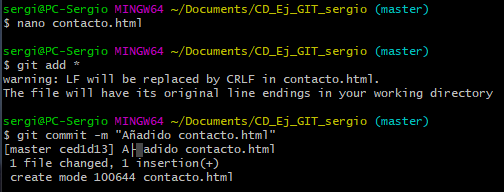 sergi@PC-Sergio MINGW64 ~/Documents/CD_Ej_GIT_sergio (master)
$ nano contacto.html
sergi@PC-Sergio MINGW64 ~/Documents/CD_Ej_GIT_sergio (master)
$ git add *
warning: LF will be replaced by CRLF in contacto.html.
The file will have its original line endings in your working directory
sergi@PC-Sergio MINGW64 ~/Documents/CD_Ej_GIT_sergio (master)
$ git commit -m "Añadido contacto.html"
[master ced1d13] A├▒adido contacto.html
1 file changed, 1 insertion(+)
create mode 100644 contacto.html